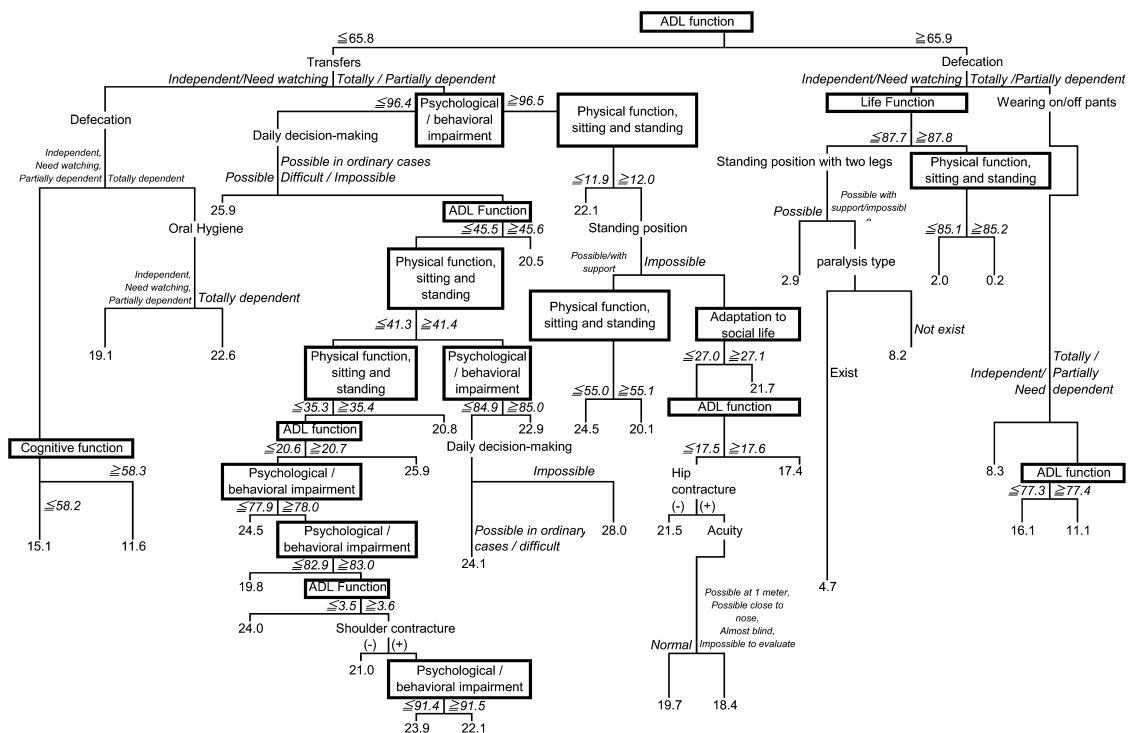 ADL function
≦65.8
≧65.9
Transfers
Defecation
Independent/Need watching
Totally / Partially dependent
Independent/Need watching
Totally /Partially dependent
≦96.4
Psychological
/ behavioral
impairment
≧96.5
Physical function,
sitting and standing
Life Function
Wearing on/off pants
Defecation
Daily decision-making
≦87.7
≧87.8
Independent,
Need watching,
Partially dependent
Totally dependent
Possible in ordinary cases
Possible
Difficult / Impossible
≦11.9
≧12.0
Standing position with two legs
Physical function,
sitting and standing
25.9
22.1
Possible with
support/impossibl
Possible
Oral Hygiene
ADL Function
Standing position
≦45.5
≧45.6
≦85.1
≧85.2
Physical function,
sitting and
standing
20.5
Possible/with
support
Impossible
paralysis type
2.9
2.0
0.2
Independent,
Need watching,
Partially dependent
Totally dependent
Physical function,
sitting and standing
Adaptation to
social life
≦41.3
≧41.4
Not exist
19.1
22.6
8.2
Physical function,
sitting and
standing
Psychological
/ behavioral
impairment
≦27.0
≧27.1
Exist
Totally /
Partially
dependent
Independent/
Need
21.7
≦35.3
≧35.4
≦84.9
≧85.0
≦55.0
≧55.1
ADL function
ADL function
20.8
22.9
24.5
20.1
Cognitive function
≦20.6
≧20.7
Daily decision-making
≦17.5
≧17.6
≧58.3
Psychological /
behavioral impairment
25.9
Impossible
Hip
contracture
17.4
8.3
ADL function
≦58.2
≦77.9
≧78.0
(-)
(+)
≦77.3
≧77.4
24.5
Psychological /
behavioral impairment
Possible in ordinary
cases / difficult
28.0
21.5
Acuity
16.1
11.1
15.1
11.6
24.1
≦82.9
≧83.0
19.8
ADL Function
4.7
≦3.5
≧3.6
Possible at 1 meter,
Possible close to
nose,
Almost blind,
Impossible to evaluate
Normal
24.0
Shoulder contracture
(-)
(+)
21.0
Psychological /
behavioral impairment
≦91.4
≧91.5
19.7
18.4
23.9
22.1